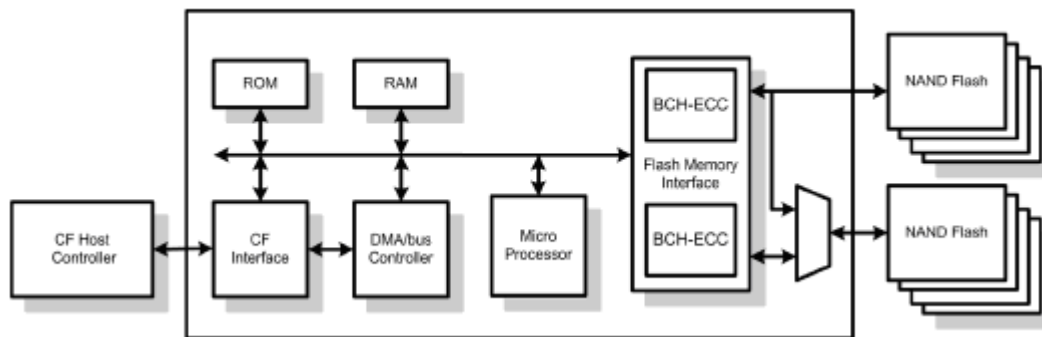 ROM
RAM
BCH-ECC
NAND Flash
Flash Memory
Interface
CF Host
Controller
CF
Interface
DMA/bus
Controller
Micro
Processor
BCH-ECC
NAND Flash